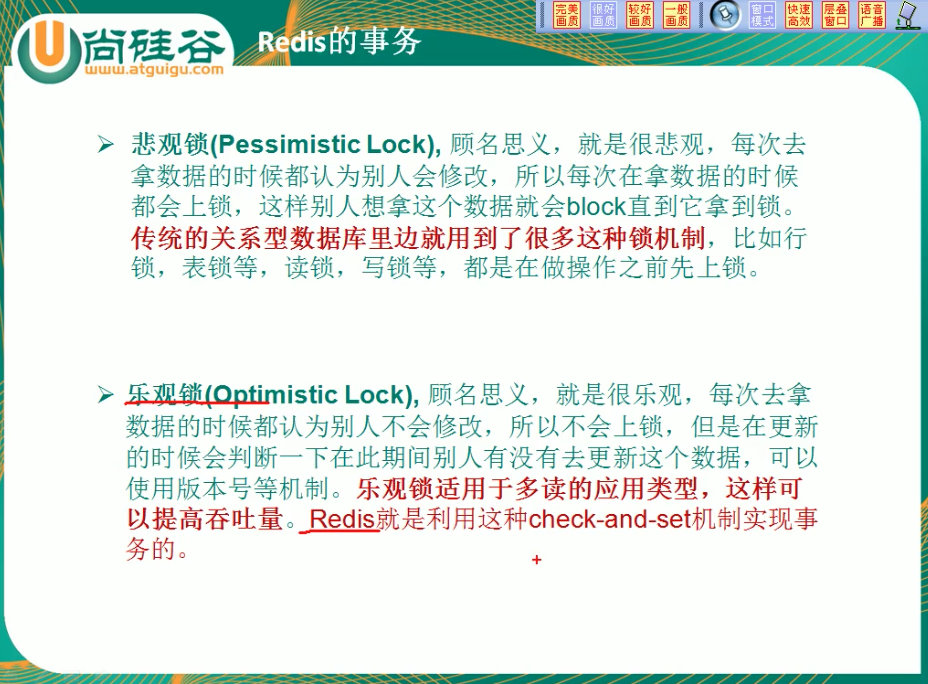 完美画质 很好画质 较好画质 一般画质 窗口模式 快速高效 层叠窗口 语音广播
U尚硅谷
www.atguigu.com
Redis的事务
➢ 悲观锁(Pessimistic Lock), 顾名思义，就是很悲观，每次去
拿数据的时候都认为别人会修改，所以每次在拿数据的时候
都会上锁，这样别人想拿这个数据就会block直到它拿到锁。
传统的关系型数据库里边就用到了很多这种锁机制，比如行
锁，表锁等，读锁，写锁等，都是在做操作之前先上锁。
➢ 乐观锁(Optimistic Lock), 顾名思义，就是很乐观，每次去拿
数据的时候都认为别人不会修改，所以不会上锁，但是在更新
的时候会判断一下在此期间别人有没有去更新这个数据，可以
使用版本号等机制。乐观锁适用于多读的应用类型，这样可
以提高吞吐量。Redis就是利用这种check-and-set机制实现事
务的。